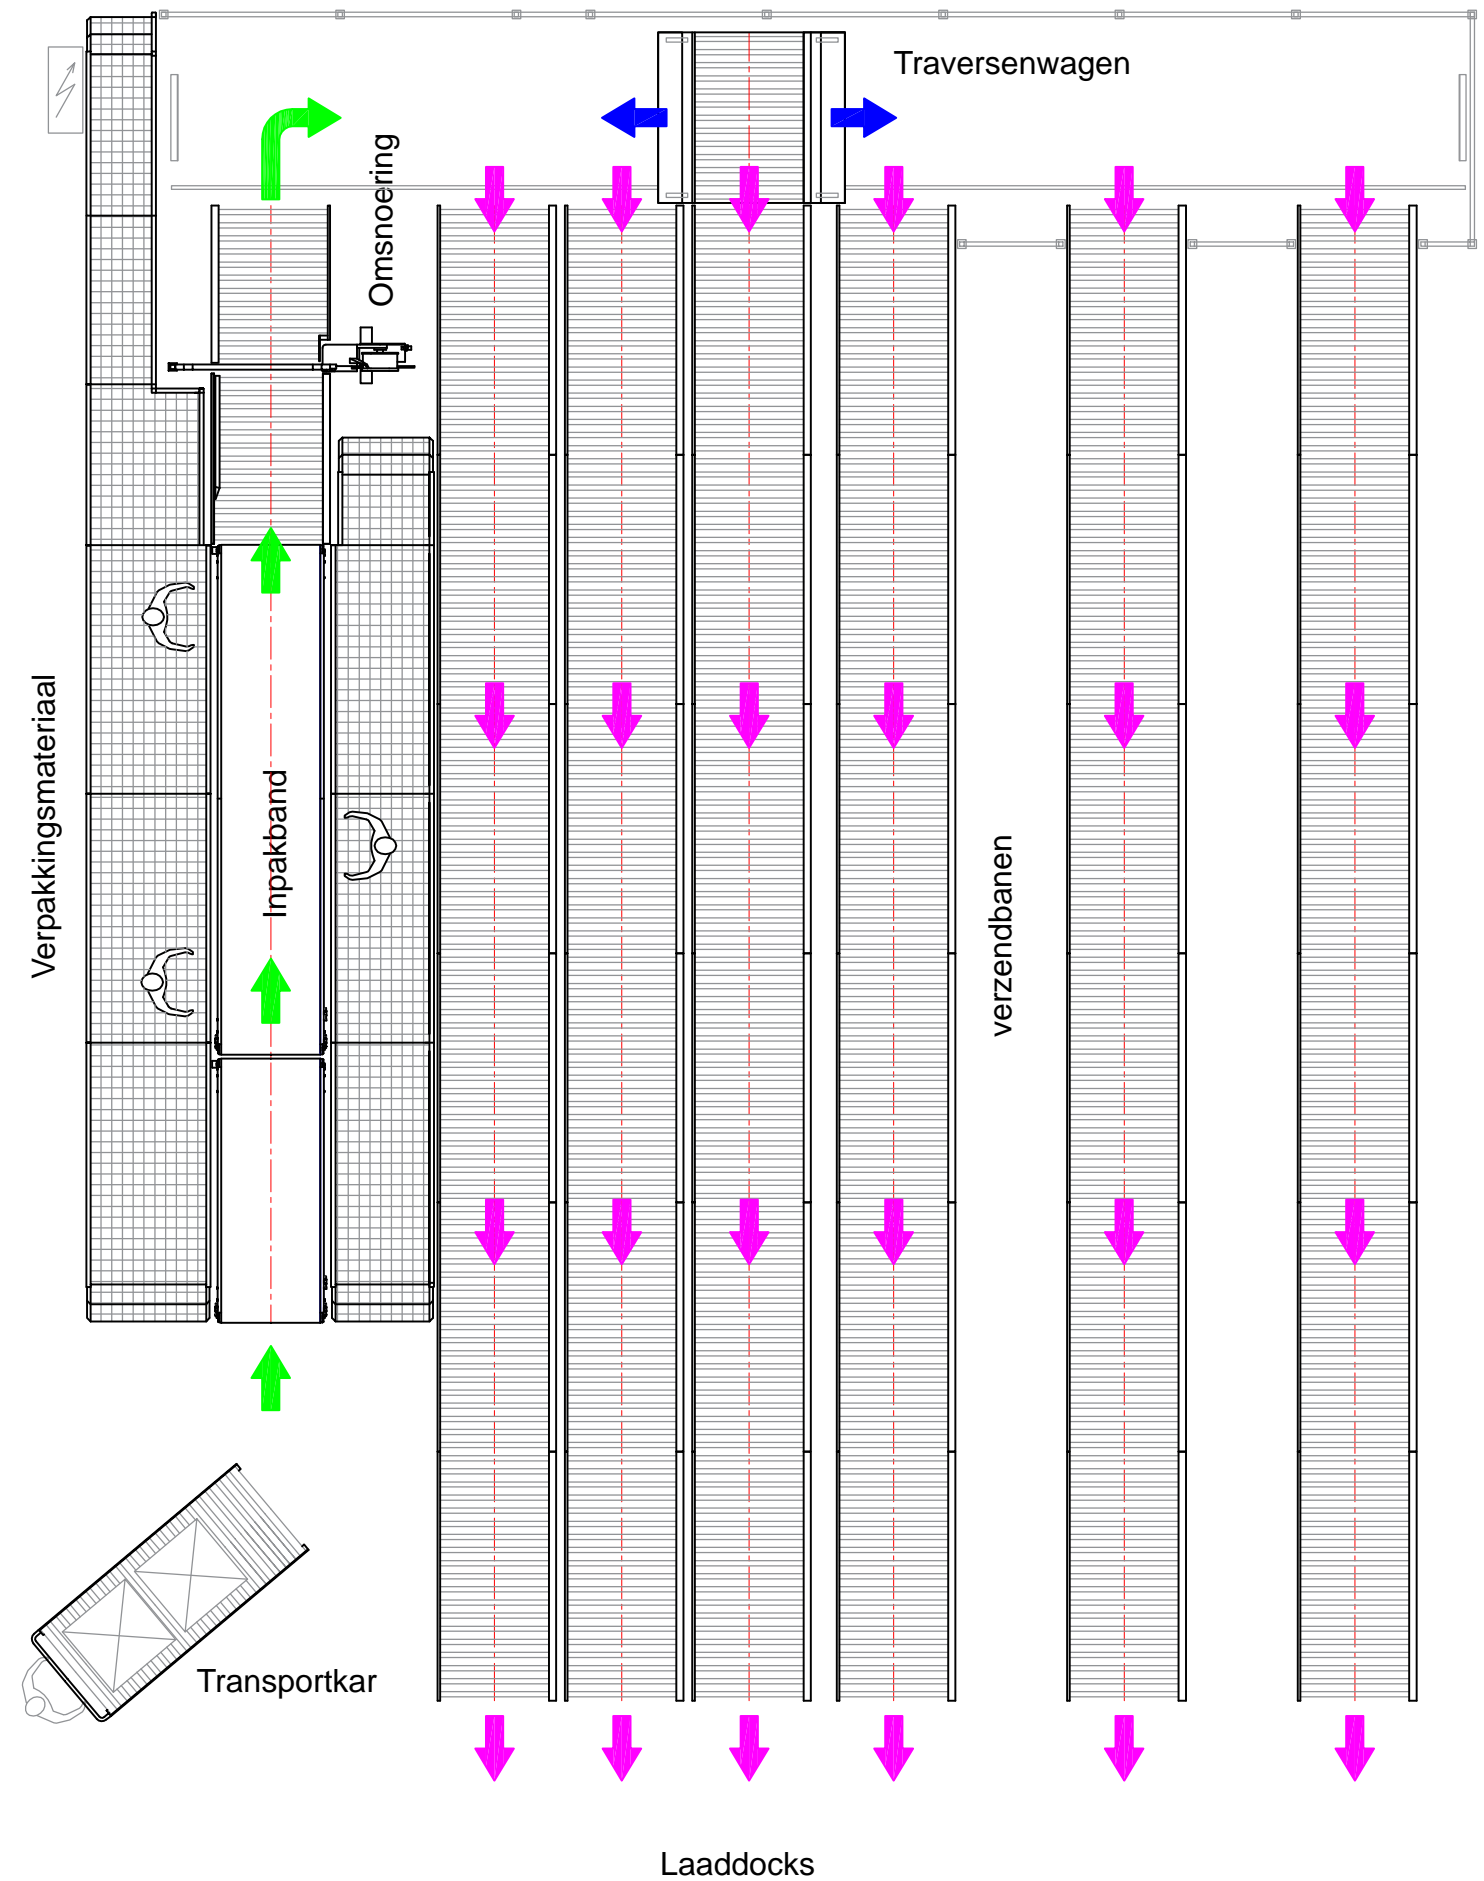 Traversenwagen
Omsnoering
Verpakkingsmateriaal
Inpakband
verzendbanen
Transportkar
Laaddocks